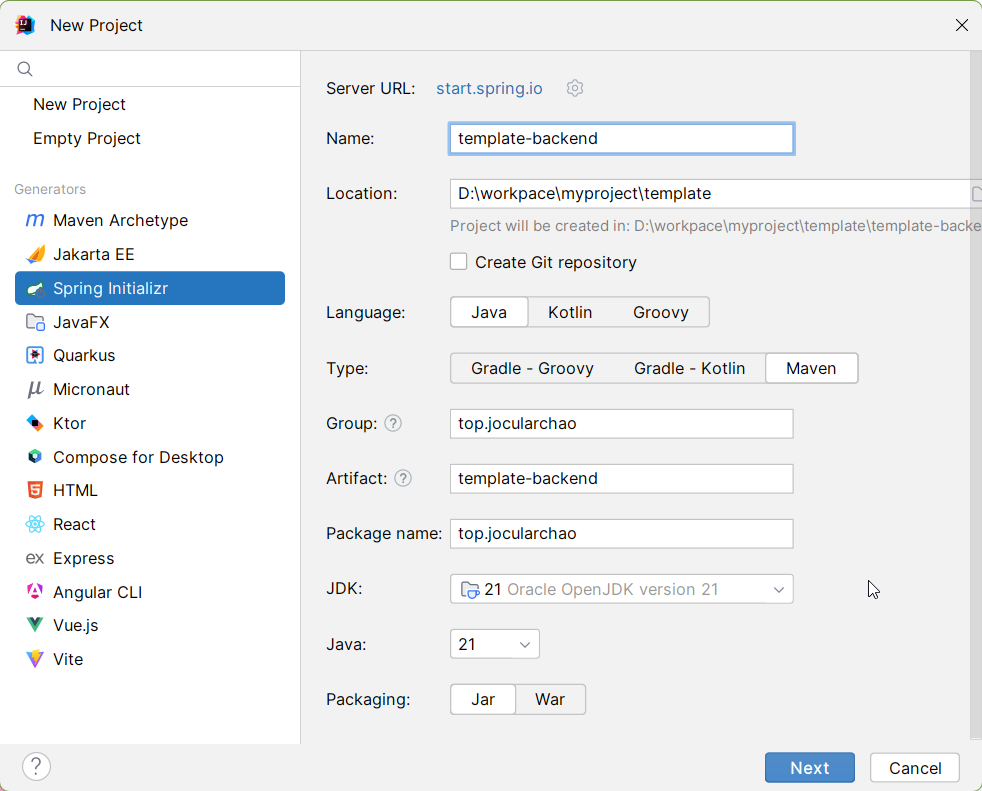 New Project
New Project
Empty Project
Generators
Maven Archetype
Jakarta EE
Spring Initializr
JavaFX
Quarkus
Micronaut
Ktor
Compose for Desktop
HTML
React
ex Express
Angular CLI
Vue.js
Vite
Server URL: start.spring.io
Name: template-backend
Location: D:\workpace\myproject\template
Project will be created in: D:\workpace\myproject\template\template-backe
Create Git repository
Language: Java Kotlin Groovy
Type: Gradle - Groovy Gradle - Kotlin Maven
Group: ? top.jocularchao
Artifact: ? template-backend
Package name: top.jocularchao
JDK: 21 Oracle OpenJDK version 21
Java: 21
Packaging: Jar War
? Next Cancel